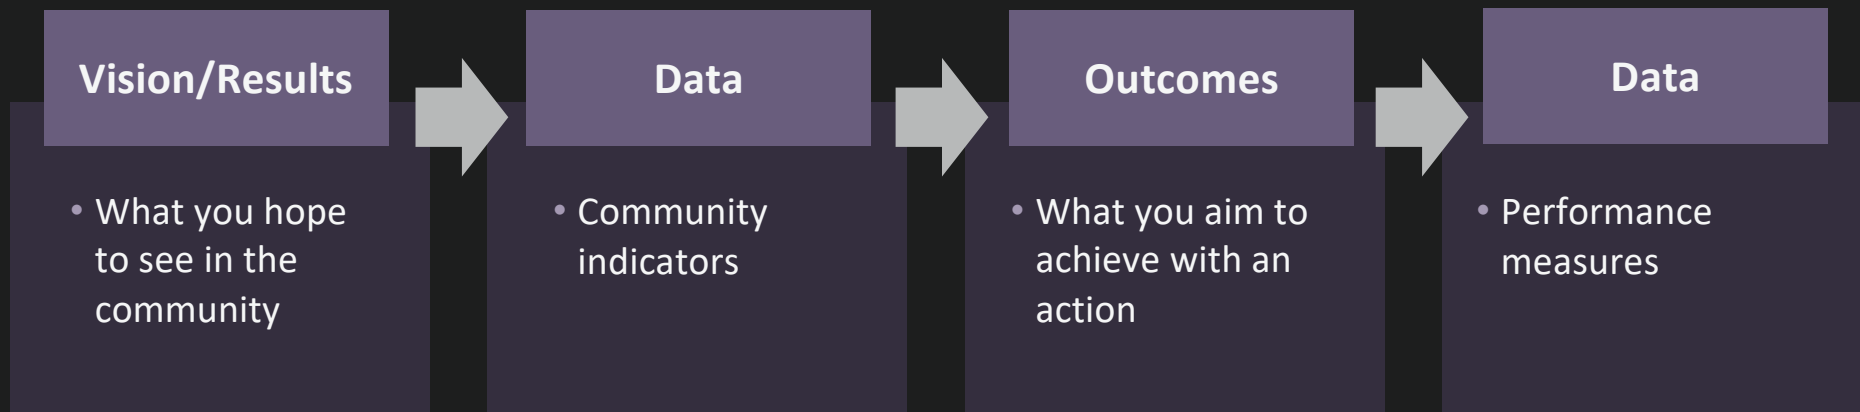 Vision/Results
• What you hope
to see in the
community
Data
• Community
indicators
Outcomes
• What you aim to
achieve with an
action
Data
• Performance
measures